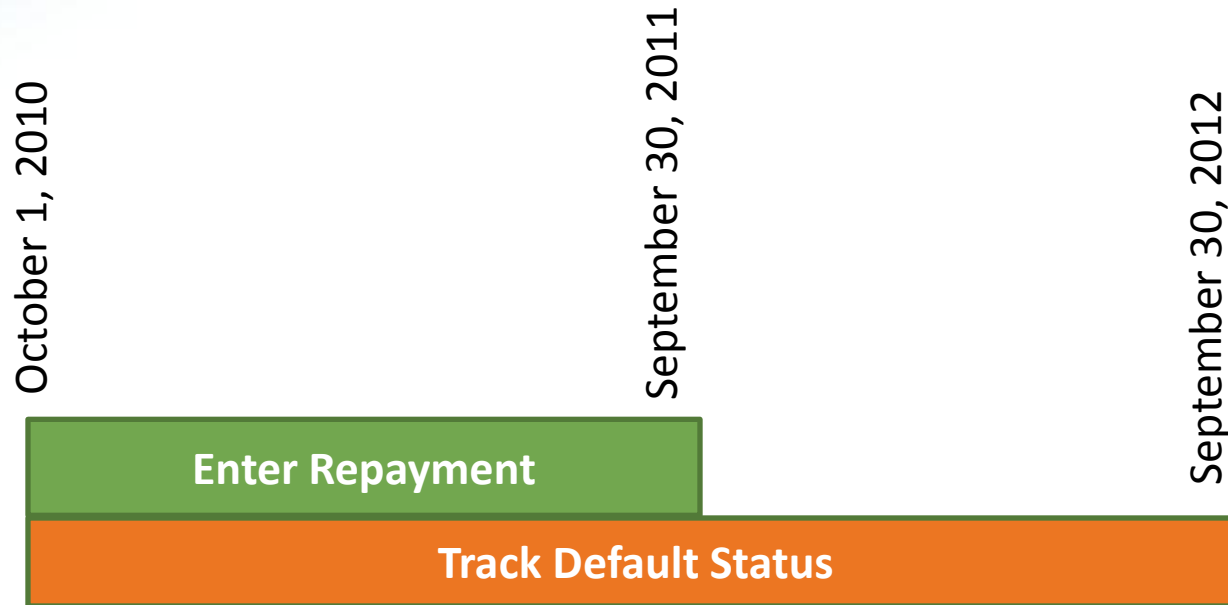 October 1, 2010
September 30, 2011
September 30, 2012
Enter Repayment
Track Default Status